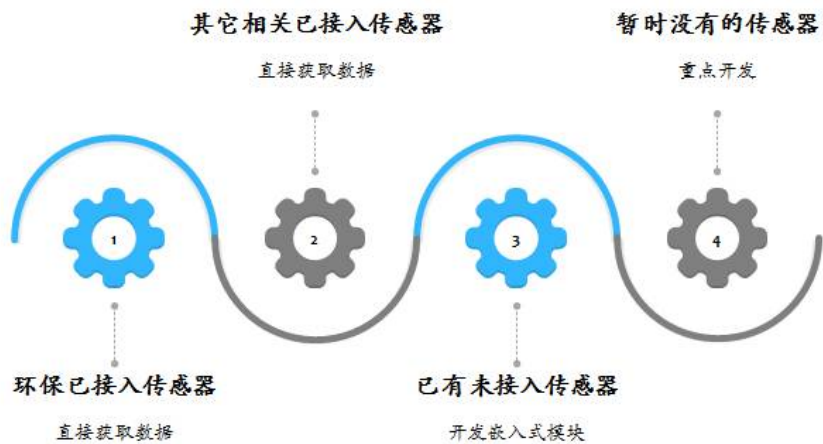 其它相关已接入传感器
直接获取数据
暂时没有的传感器
重点开发
1
2
3
4
环保已接入传感器
直接获取数据
已有未接入传感器
开发嵌入式模块